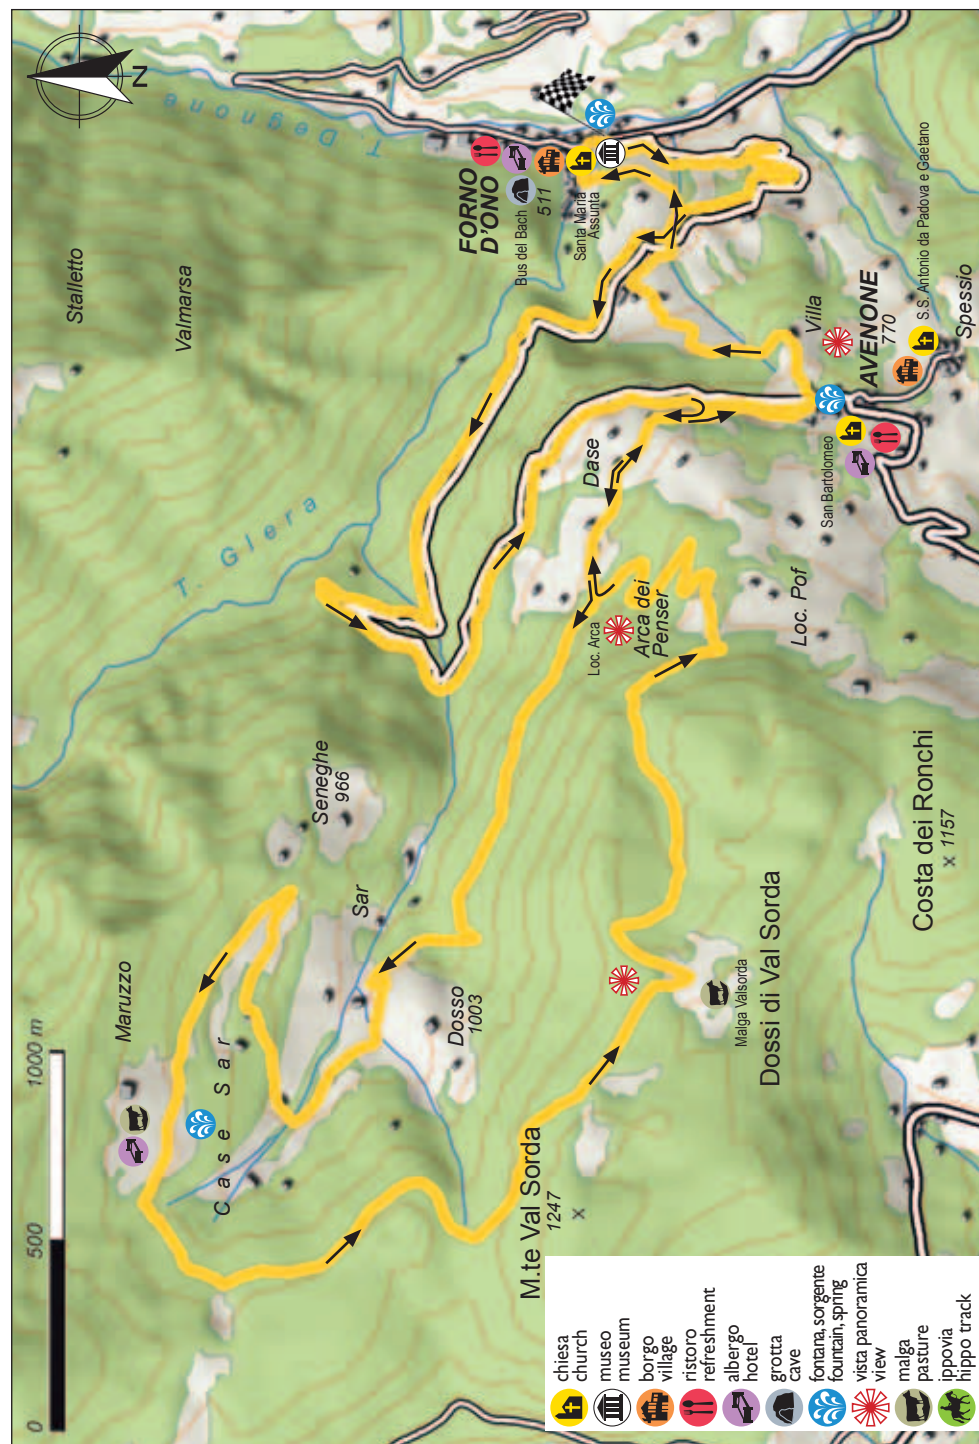 N
T. Degnone
Stalletto
Valmarsa
T. Glera
FORNO
D'ONO
Bus del Bach
511
Santa Maria
Assunta
S.S. Antonio da Padova e Gaetano
Spessio
Villa
AVENONE
770
San Bartolomeo
Dase
Loc. Arca
Arca dei
Penser
Loc. Pof
Seneghe
966
Sar
Maruzzo
Case Sar
Dosso
1003
Costa dei Ronchi
x 1157
Malga Valsorda
Dossi di Val Sorda
M.te Val Sorda
1247
x
0 500 1000 m
chiesa
church
museo
museum
borgo
village
ristoro
refreshment
albergo
hotel
grotta
cave
fontana, sorgente
fountain, spring
vista panoramica
view
malga
pasture
ippovia
hippo track